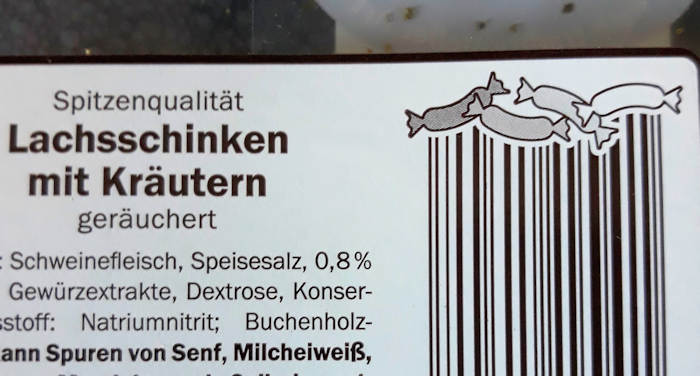 Spitzenqualität
Lachsschinken
mit Kräutern
geräuchert
: Schweinefleisch, Speisesalz, 0,8 %
Gewürzextrakte, Dextrose, Konser-
sstoff: Natriumnitrit; Buchenholz-
ann Spuren von Senf, Milcheiweiß,